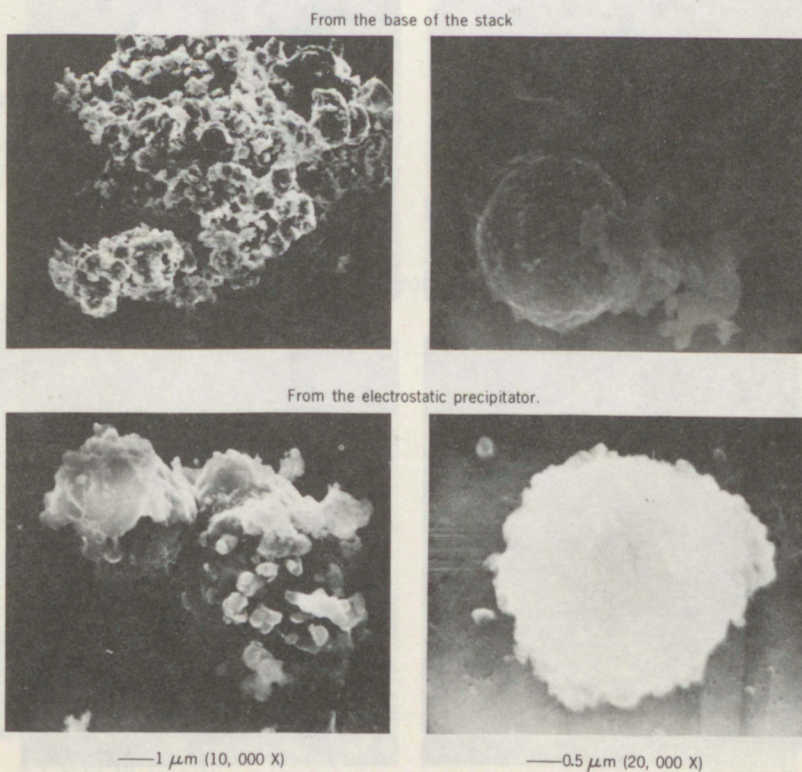 From the base of the stack
From the electrostatic precipitator.
1 μm (10, 000 X)
0.5 μm (20, 000 X)